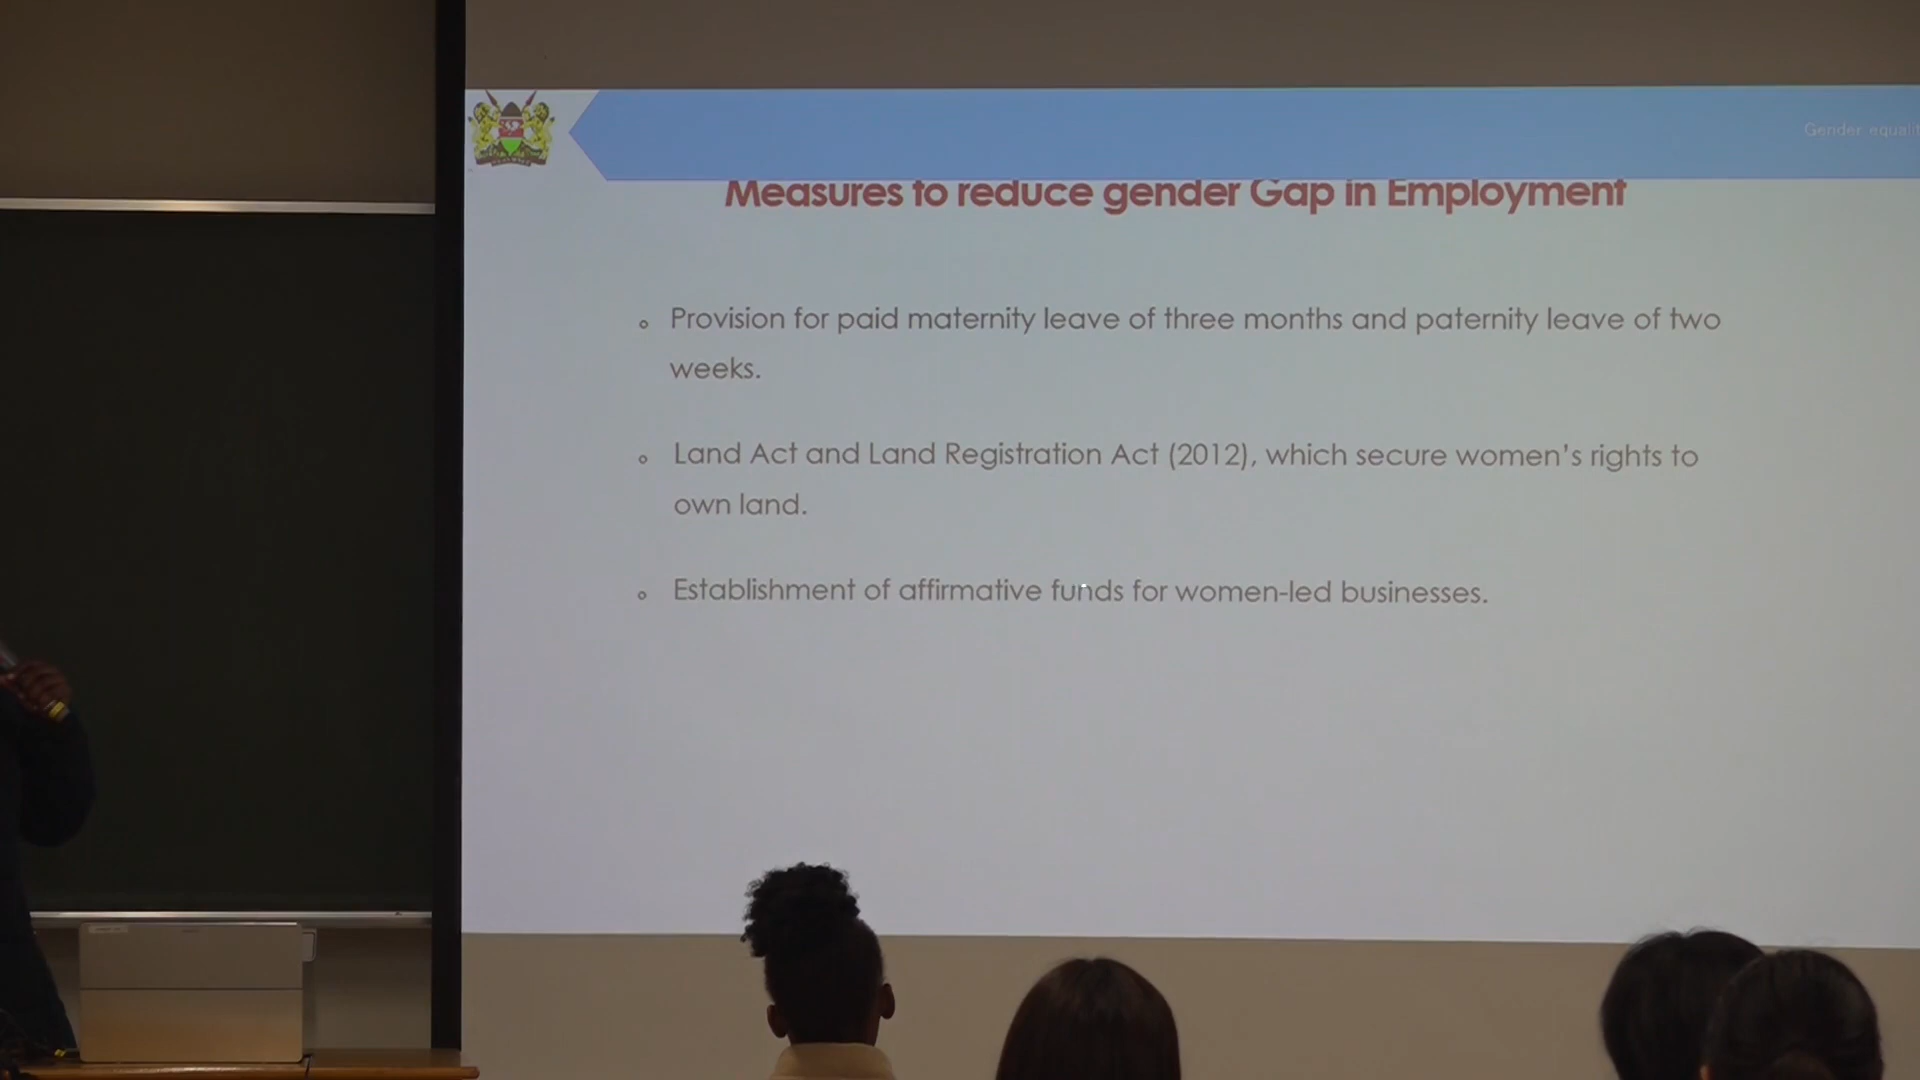 Gender equalit
Measures to reduce gender Gap in Employment
Provision for paid maternity leave of three months and paternity leave of two
weeks.
Land Act and Land Registration Act (2012), which secure women's rights to
own land.
Establishment of affirmative funds for women-led businesses.